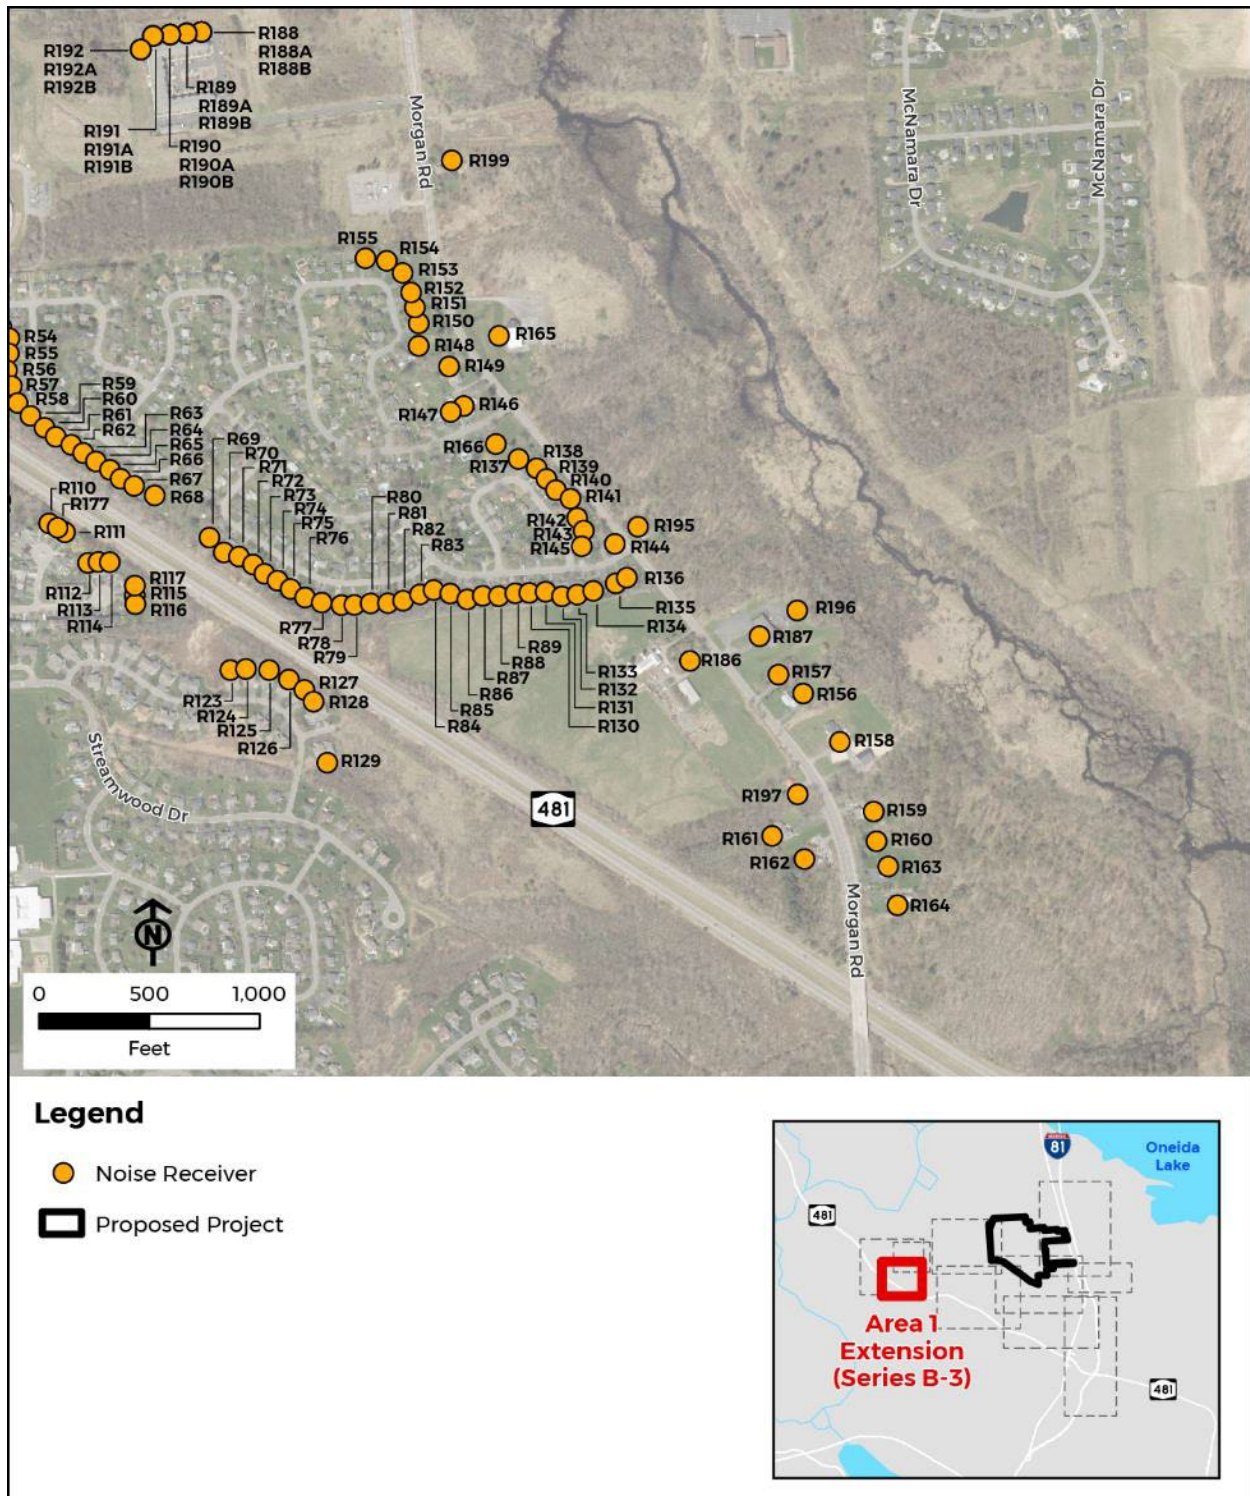 R192
R192A
R192B
R188
R188A
R188B
R189
R189A
R189B
R191
R191A
R191B
R190
R190A
R190B
Morgan Rd
McNamara Dr
McNamara Dr
R199
R155
R154
R153
R152
R151
R150
R148
R165
R149
R146
R147
R54
R55
R56
R57
R58
R59
R60
R61
R62
R63
R64
R65
R66
R67
R68
R69
R70
R71
R72
R73
R74
R75
R76
R80
R81
R82
R83
R166
R137
R138
R139
R140
R141
R142
R143
R145
R195
R144
R136
R135
R134
R110
R177
R111
R112
R113
R114
R117
R115
R116
R77
R78
R79
R84
R85
R86
R87
R88
R89
R133
R132
R131
R130
R123
R124
R125
R126
R127
R128
R129
R196
R187
R186
R157
R156
R158
R197
R159
R161
R160
R162
R163
R164
Streamwood Dr
481
Morgan Rd
N
0 500 1,000
Feet
Legend
Noise Receiver
Proposed Project
81
Oneida
Lake
481
Area 1
Extension
(Series B-3)
481